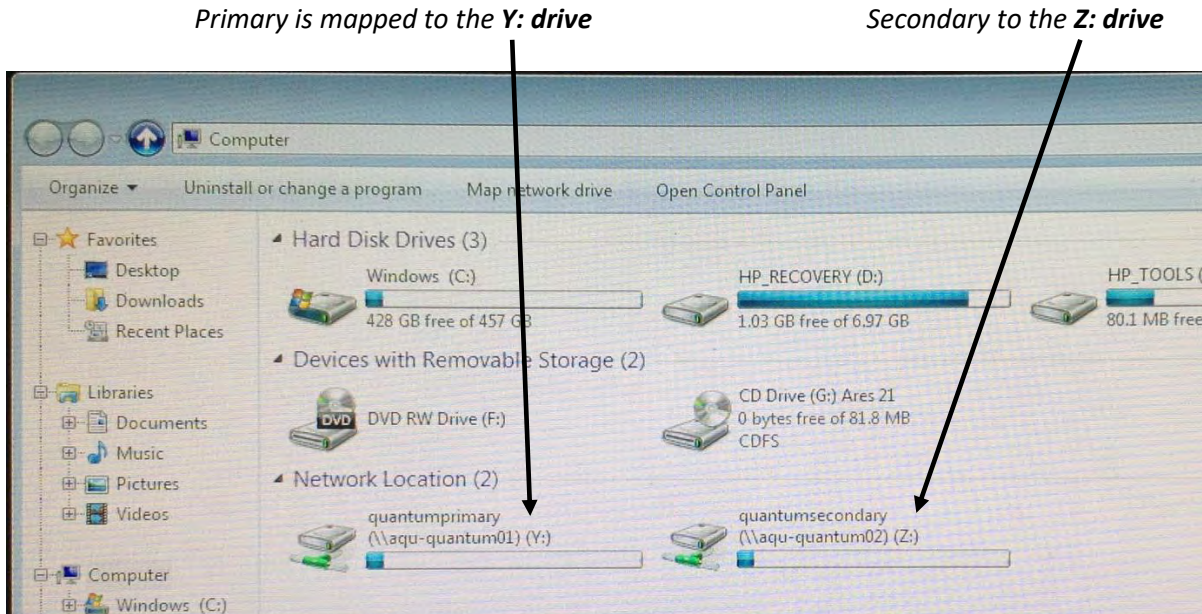 Primary is mapped to the Y: drive
Secondary to the Z: drive
Computer
Organize
Uninstall or change a program
Map network drive
Open Control Panel
Favorites
Desktop
Downloads
Recent Places
Libraries
Documents
Music
Pictures
Videos
Computer
Windows (C:)
Hard Disk Drives (3)
Windows (C:)
428 GB free of 457 GB
HP_RECOVERY (D:)
1.03 GB free of 6.97 GB
HP_TOOLS (
80.1 MB free
Devices with Removable Storage (2)
DVD
DVD RW Drive (F:)
CD Drive (G:) Ares 21
0 bytes free of 81.8 MB
CDFS
Network Location (2)
quantumprimary
(\\aqu-quantum01) (Y:)
quantumsecondary
(\\aqu-quantum02) (Z:)